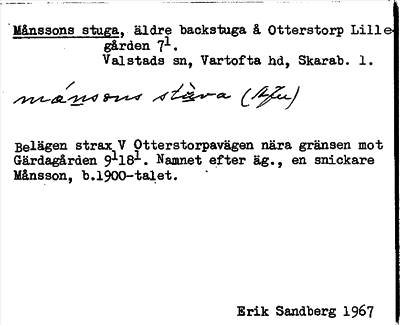 Månssons stuga, äldre backstuga å Otterstorp Lille-
gården 7¹.
Valstads sn, Vartofta hd, Skarab. l.
månsons stùva
Belägen strax V Otterstorpavägen nära gränsen mot
Gärdagården 9¹18¹. Namnet efter äg., en snickare
Månsson, b.1900-talet.
Erik Sandberg 1967